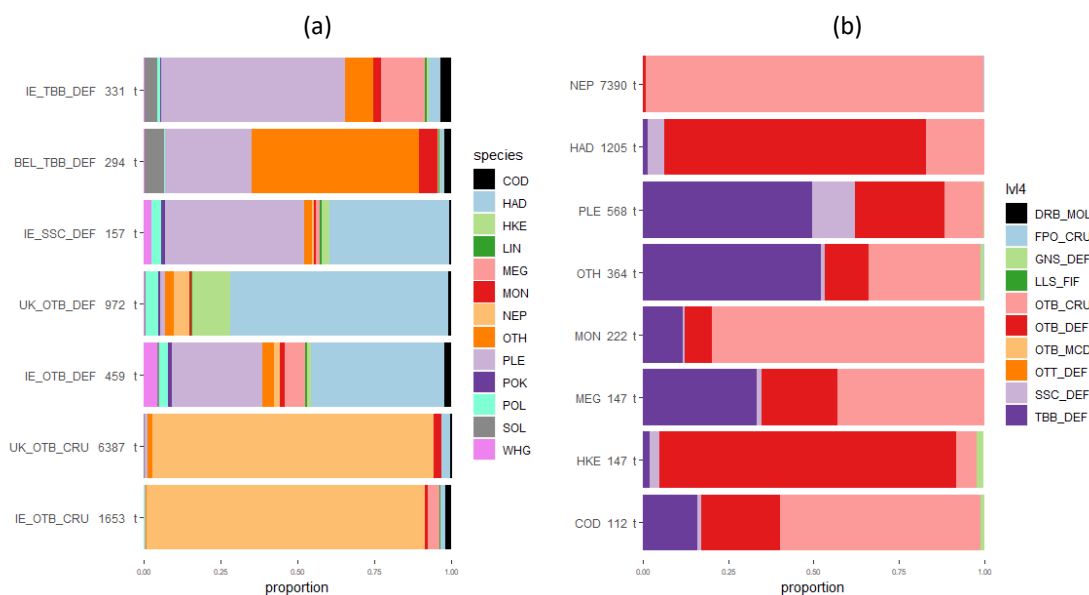 (a)
IE_TBB_DEF 331 t
BEL_TBB_DEF 294 t
IE_SSC_DEF 157 t
UK_OTB_DEF 972 t
IE_OTB_DEF 459 t
UK_OTB_CRU 6387 t
IE_OTB_CRU 1653 t
0.00 0.25 0.50 0.75 1.00
proportion
species
COD
HAD
HKE
LIN
MEG
MON
NEP
OTH
PLE
POK
POL
SOL
WHG
(b)
NEP 7390 t
HAD 1205 t
PLE 568 t
OTH 364 t
MON 222 t
MEG 147 t
HKE 147 t
COD 112 t
0.00 0.25 0.50 0.75 1.00
proportion
lvl4
DRB_MOL
FPO_CRU
GNS_DEF
LLS_FIF
OTB_CRU
OTB_DEF
OTB_MCD
OTT_DEF
SSC_DEF
TBB_DEF